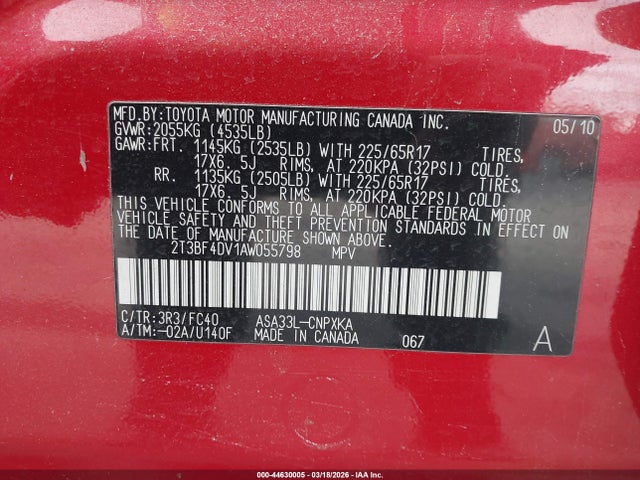 MFD.BY:TOYOTA MOTOR MANUFACTURING CANADA INC. 05/10
GVWR:2055KG (4535LB)
GAWR:FRT. 1145KG (2535LB) WITH 225/65R17 TIRES,
17X6.5J RIMS, AT 220KPA (32PSI) COLD.
RR. 1135KG (2505LB) WITH 225/65R17 TIRES,
17X6.5J RIMS, AT 220KPA (32PSI) COLD.
THIS VEHICLE CONFORMS TO ALL APPLICABLE FEDERAL MOTOR
VEHICLE SAFETY AND THEFT PREVENTION STANDARDS IN EFFECT ON
THE DATE OF MANUFACTURE SHOWN ABOVE.
2T3BF4DV1AW055798 MPV
C/TR:3R3/FC40 ASA33L-CNPXKA
A/TM:-02A/U140F MADE IN CANADA 067 A
000-44630005 - 03/18/2026 - IAA Inc.